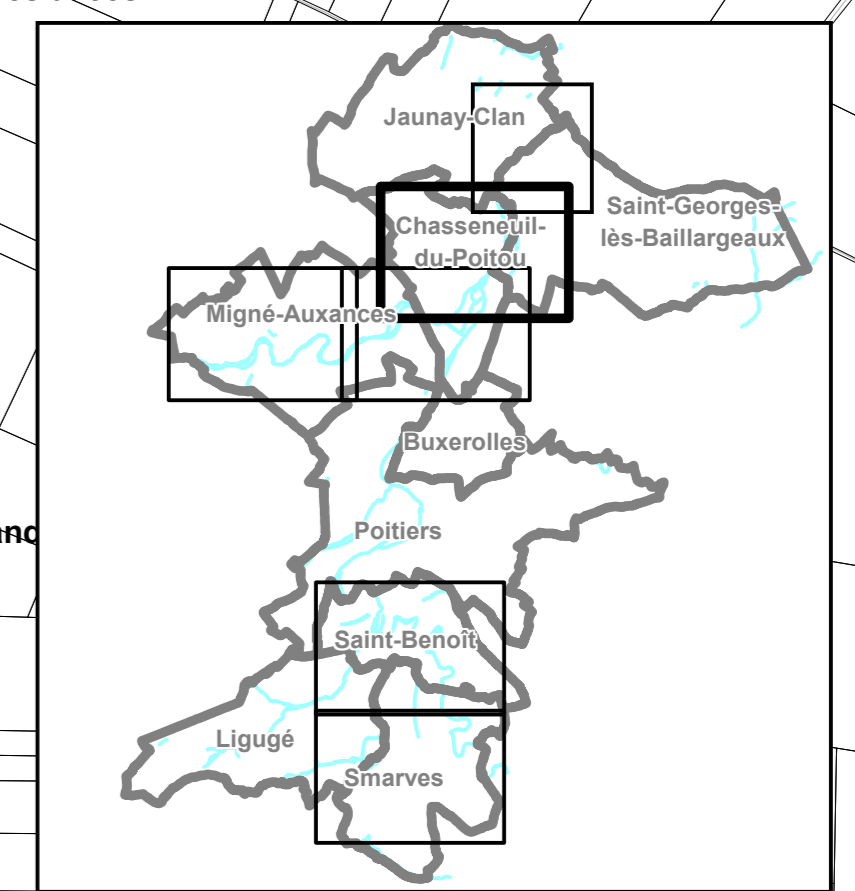 Jaunay-Clan
Saint-Georges-
lès-Baillargeaux
Chasseneuil-
du-Poitou
Migné-Auxances
Buxerolles
Poitiers
Saint-Benoît
Ligugé
Smarves